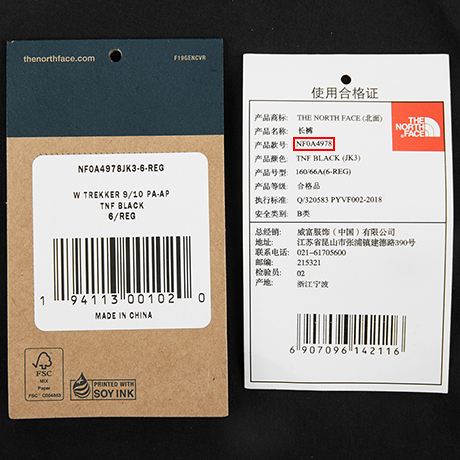 thenorthface.com
F19GENCVR
NF0A4978JK3-6-REG
W TREKKER 9/10 PA-AP
TNF BLACK
6/REG
1 94113 00102 0
MADE IN CHINA
FSC
MIX
Paper
FSC™ C004683
PRINTED WITH
SOY INK
使用合格证
产品商标: THE NORTH FACE (北面)
产品名称: 长裤
产品款号: NF0A4978
产品颜色: TNF BLACK (JK3)
产品号型: 160/66A(6-REG)
产品等级: 合格品
执行标准: Q/320583 PYVF002-2018
安全类别: B类
THE
NORTH
FACE
总经销: 威富服饰（中国）有限公司
地址: 江苏省昆山市张浦镇建德路390号
联系电话: 021-61705600
邮编: 215321
检验员: 02
产地: 浙江宁波
6 907096 142116